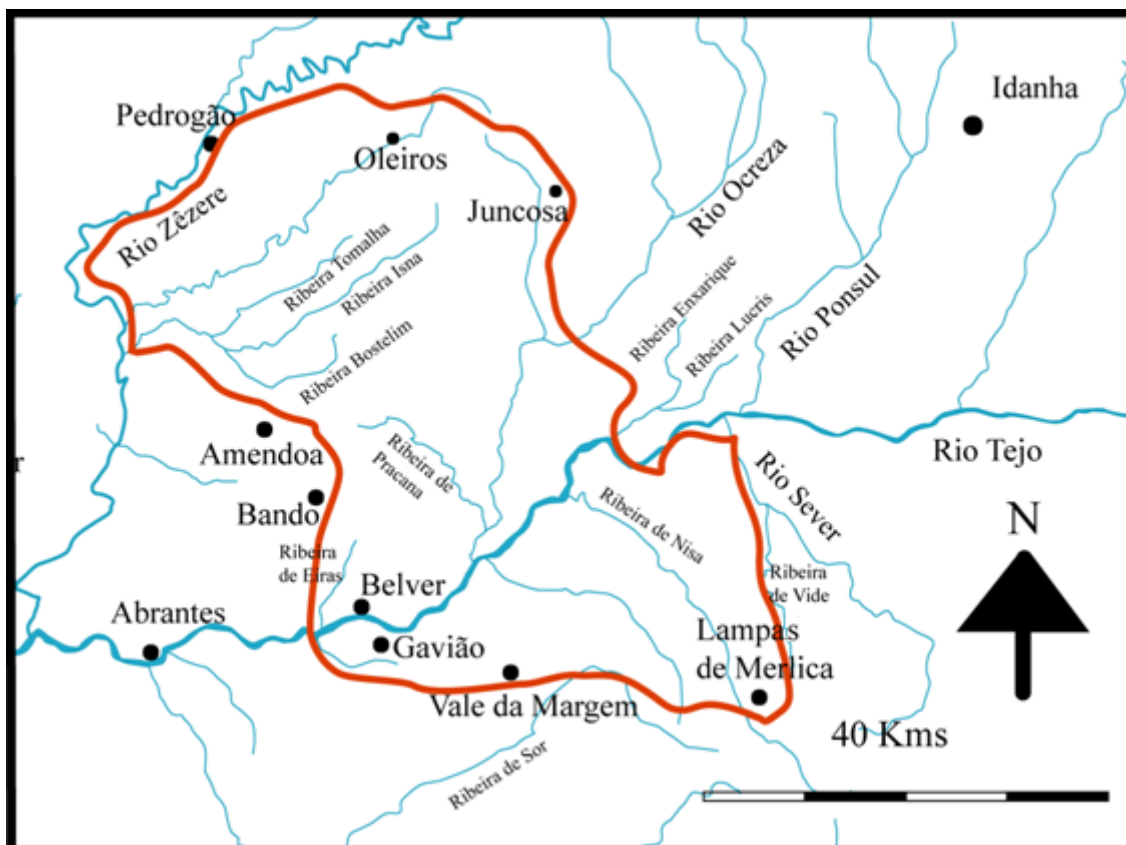 Idanha
Pedrogão
Oleiros
Juncosa
Rio Ocreza
Rio Zêzere
Ribeira Tomalha
Ribeira Isna
Ribeira Enxarique
Ribeira Lucris
Rio Ponsul
Ribeira Bostelim
Amendoa
Ribeira de
Pracana
Rio Tejo
r
Rio Sever
Bando
Ribeira de Nisa
N
Ribeira
de Eiras
Ribeira
de Vide
Belver
Abrantes
Gavião
Lampas
de Merlica
Vale da Margem
40 Kms
Ribeira de Sor